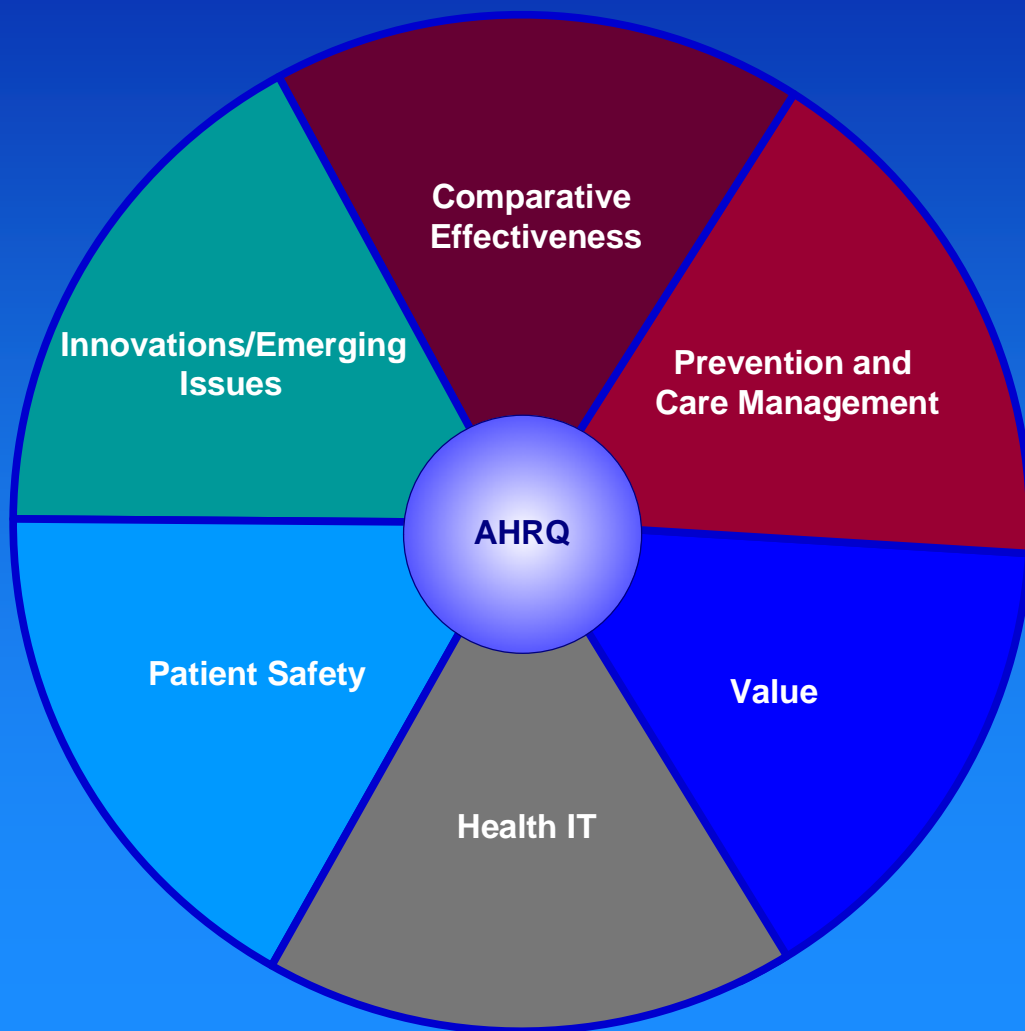 Comparative
Effectiveness
Prevention and
Care Management
Value
Health IT
Patient Safety
Innovations/Emerging
Issues
AHRQ